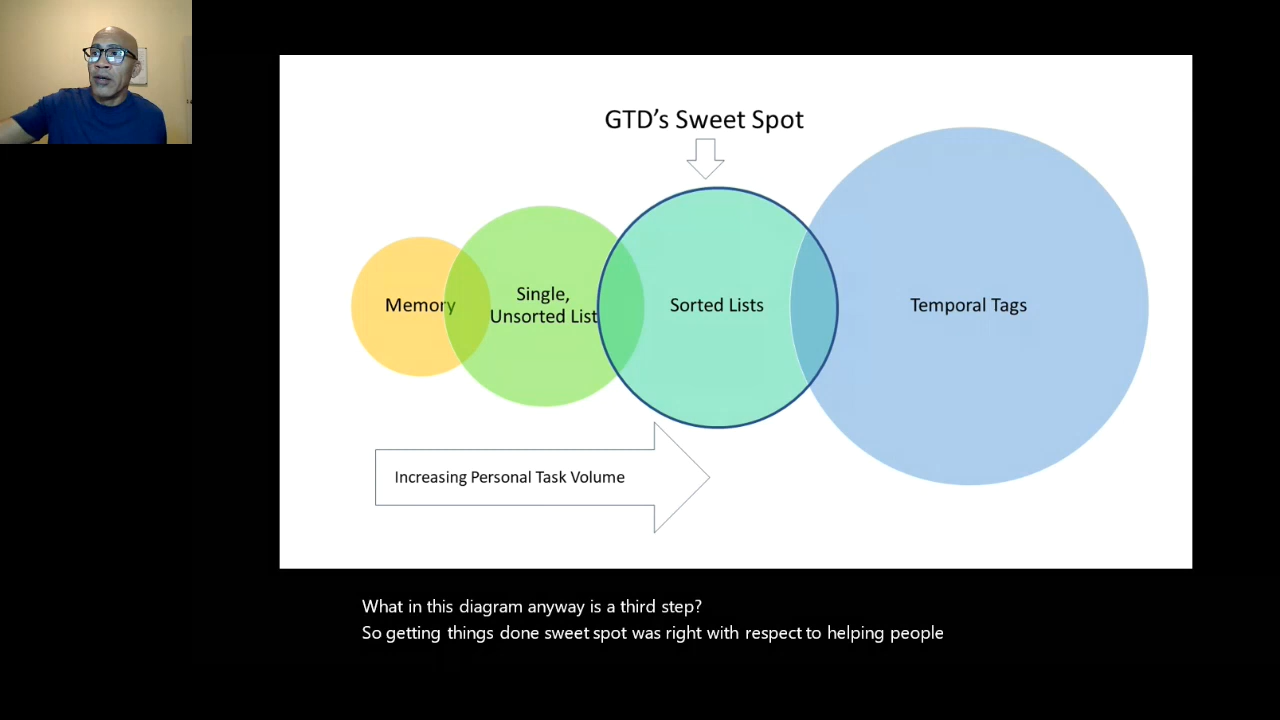 GTD’s Sweet Spot
Memory
Single,
Unsorted List
Sorted Lists
Temporal Tags
Increasing Personal Task Volume
What in this diagram anyway is a third step?
So getting things done sweet spot was right with respect to helping people